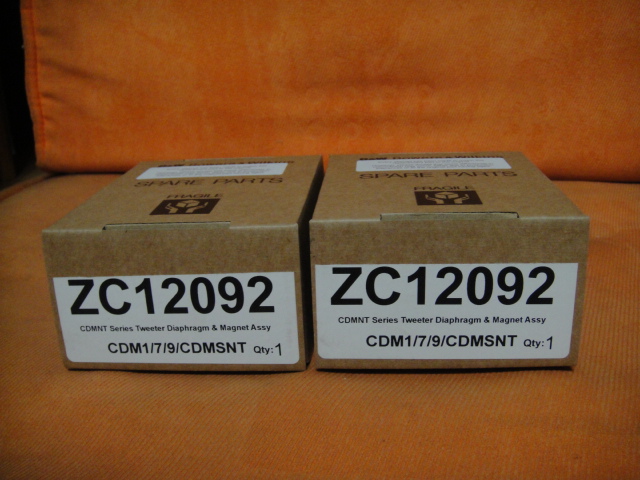 SPARE PARTS
FRAGILE
ZC12092
CDMNT Series Tweeter Diaphragm & Magnet Assy
CDM1/7/9/CDMSNT Qty:1
SPARE PARTS
FRAGILE
ZC12092
CDMNT Series Tweeter Diaphragm & Magnet Assy
CDM1/7/9/CDMSNT Qty:1